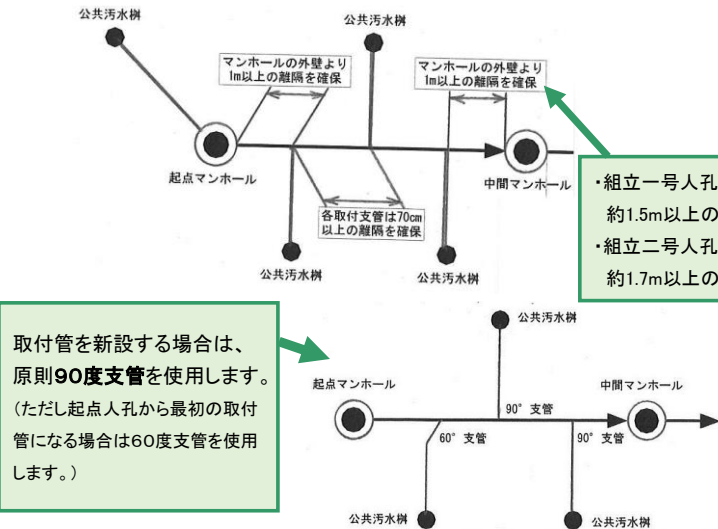 公共汚水桝
公共汚水桝
マンホールの外壁より
1m以上の離隔を確保
マンホールの外壁より
1m以上の離隔を確保
起点マンホール
中間マンホール
各取付支管は70cm
以上の離隔を確保
公共汚水桝
公共汚水桝
・組立一号人孔
約1.5m以上の
・組立二号人孔
約1.7m以上の
取付管を新設する場合は、
原則90度支管を使用します。
(ただし起点人孔から最初の取付
管になる場合は60度支管を使用
します。)
公共汚水桝
起点マンホール
中間マンホール
90° 支管
60° 支管
90° 支管
公共汚水桝
公共汚水桝